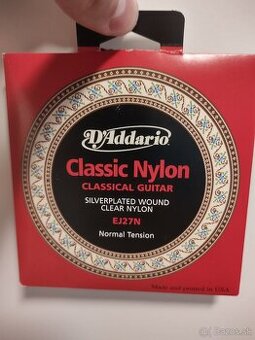 D'Addario
Classic Nylon
CLASSICAL GUITAR
SILVERPLATED WOUND
CLEAR NYLON
EJ27N
Normal Tension
Made and printed in USA